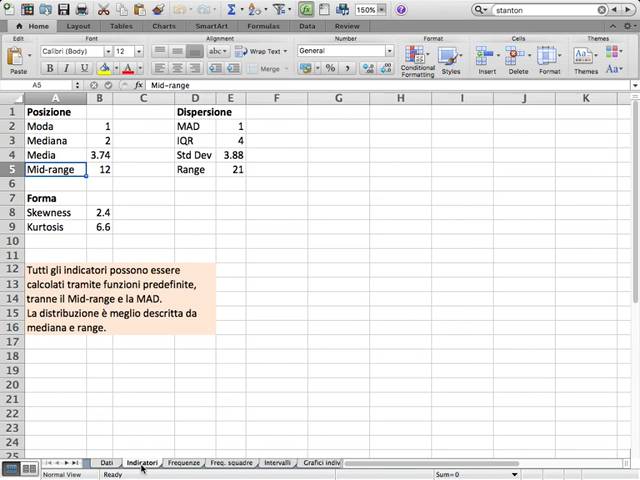 150%
stanton
Home Layout Tables Charts SmartArt Formulas Data Review
Edit Font Alignment Number Format Cells Themes
Paste Calibri (Body) 12 abc Wrap Text General
B I U Merge % Conditional Formatting Styles Insert Delete Format Themes Aa
A5 fx Mid-range
A B C D E F G H I J K
1 Posizione Dispersione
2 Moda 1 MAD 1
3 Mediana 2 IQR 4
4 Media 3.74 Std Dev 3.88
5 Mid-range 12 Range 21
6
7 Forma
8 Skewness 2.4
9 Kurtosis 6.6
10
11
12 Tutti gli indicatori possono essere
13 calcolati tramite funzioni predefinite,
14 tranne il Mid-range e la MAD.
15 La distribuzione è meglio descritta da
16 mediana e range.
17
18
19
20
21
22
23
24
25
Dati Indicatori Frequenze Freq. squadre Intervalli Grafici indiv
Normal View Ready Sum=0